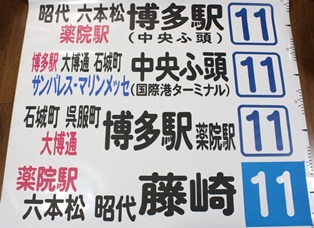 昭代 六本松 博多駅 11
薬院駅 (中央ふ頭)
博多駅 大博通 石城町 中央ふ頭 11
サンパレス・マリンメッセ (国際港ターミナル)
石城町 呉服町 博多駅 薬院駅 11
大博通
薬院駅 藤崎 11
六本松 昭代